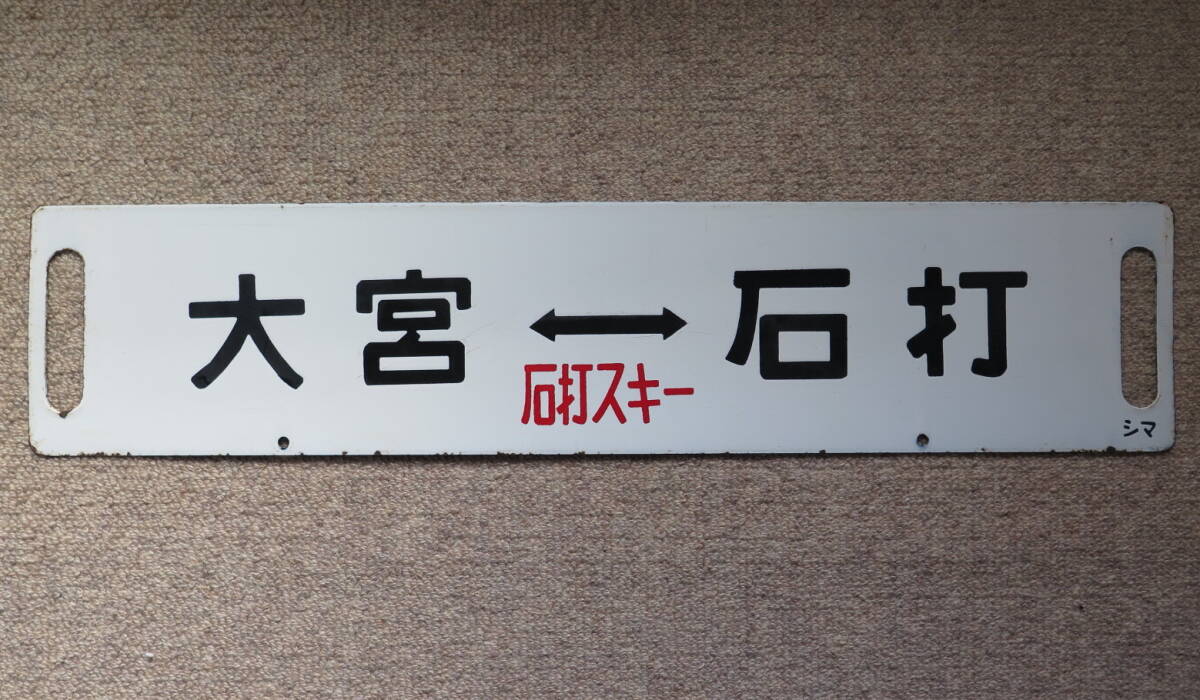 大宮 ↔ 石打
石打スキー
シマ